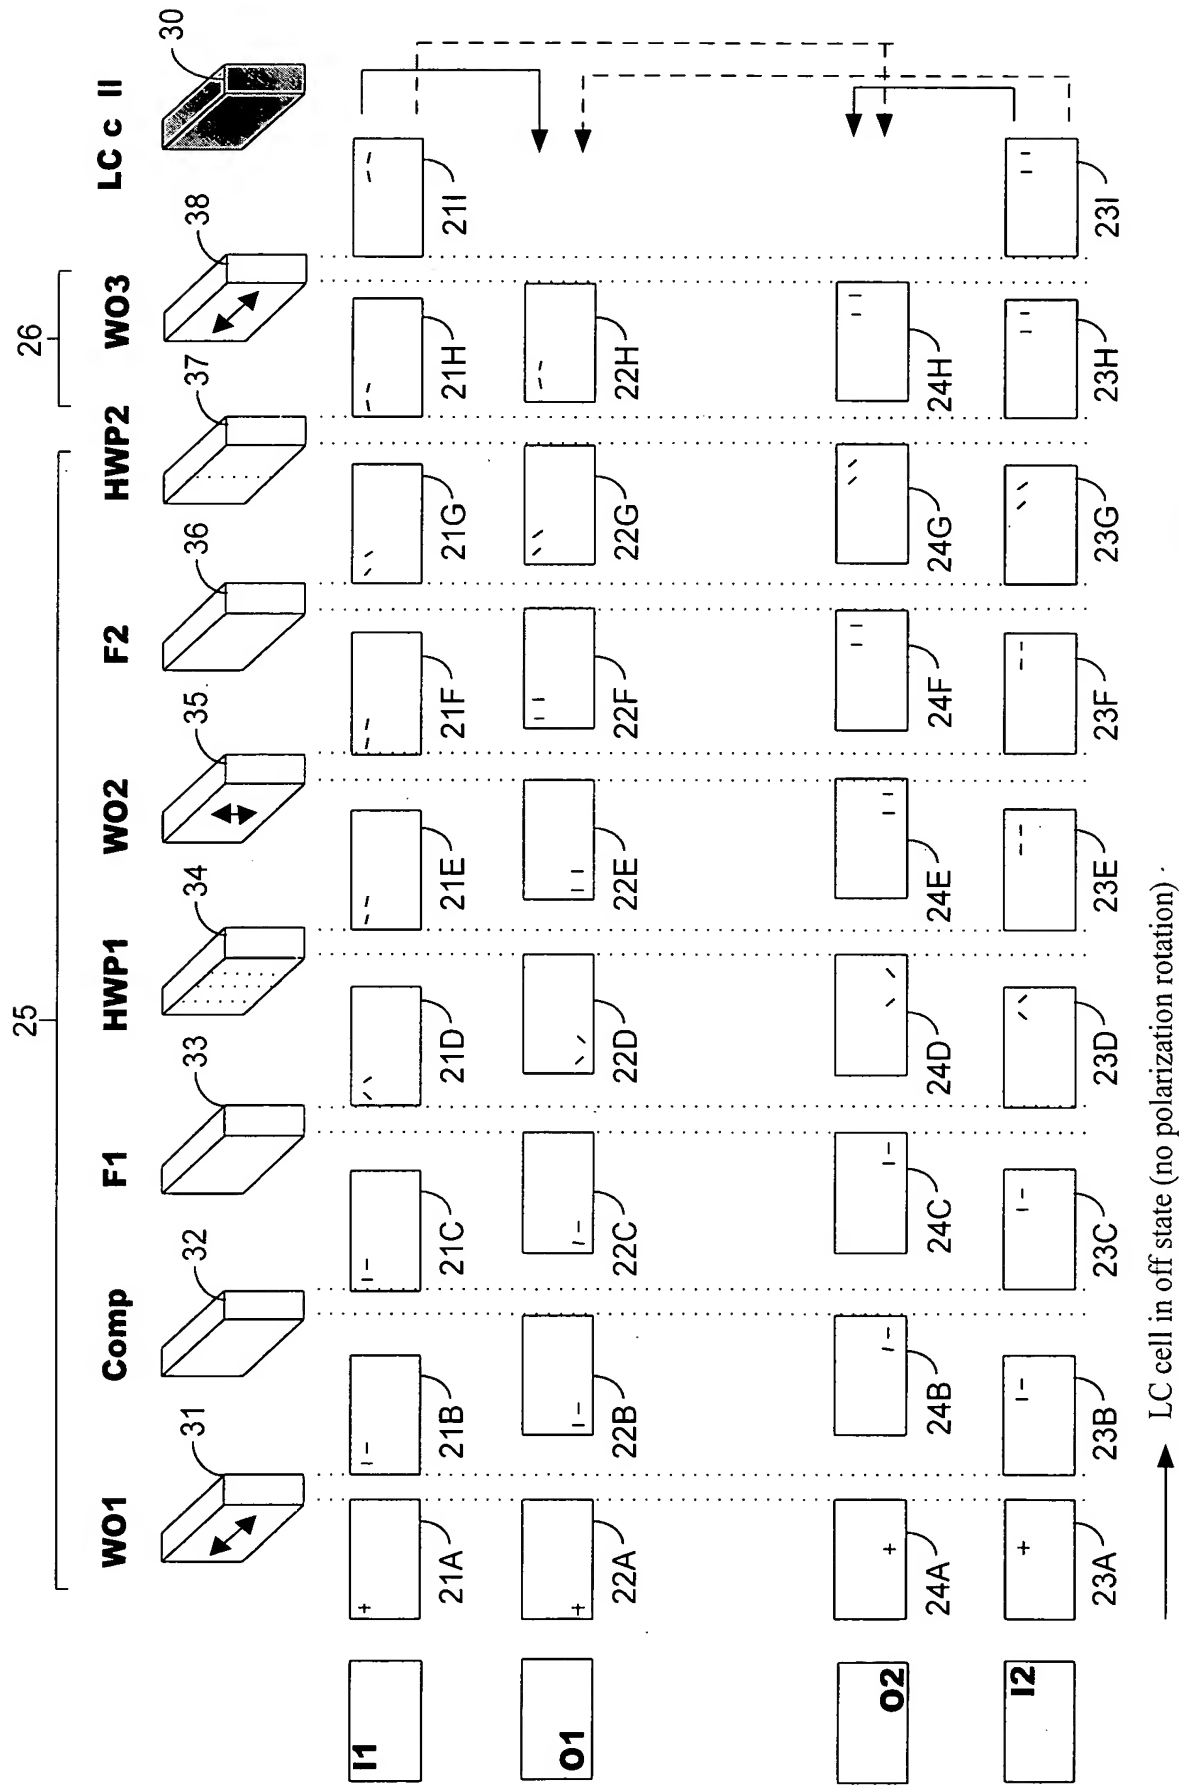 25
26
WO1 Comp F1 HWP1 WO2 F2 HWP2 WO3 LC c ll
31 32 33 34 35 36 37 38 30
I1
21A 21B 21C 21D 21E 21F 21G 21H 21I
O1
22A 22B 22C 22D 22E 22F 22G 22H
O2
24A 24B 24C 24D 24E 24F 24G 24H
I2
23A 23B 23C 23D 23E 23F 23G 23H 23I
LC cell in off state (no polarization rotation)